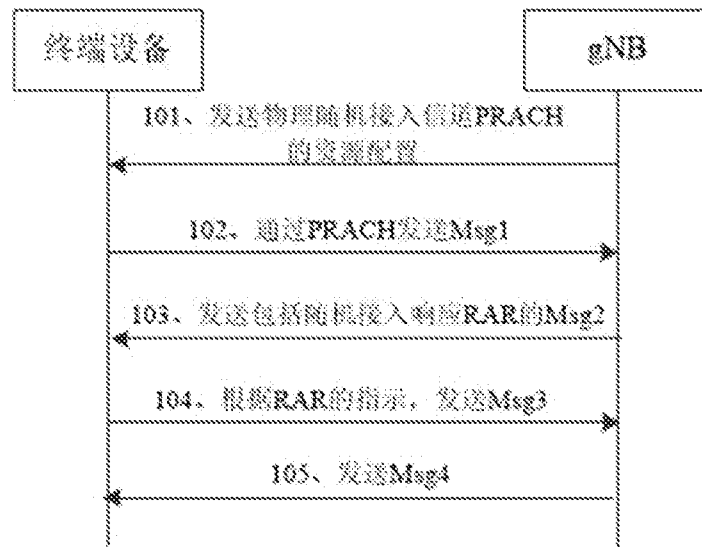 终端设备
gNB
101、发送物理随机接入信道PRACH
的资源配置
102、通过PRACH发送Msg1
103、发送包括随机接入响应RAR的Msg2
104、根据RAR的指示，发送Msg3
105、发送Msg4